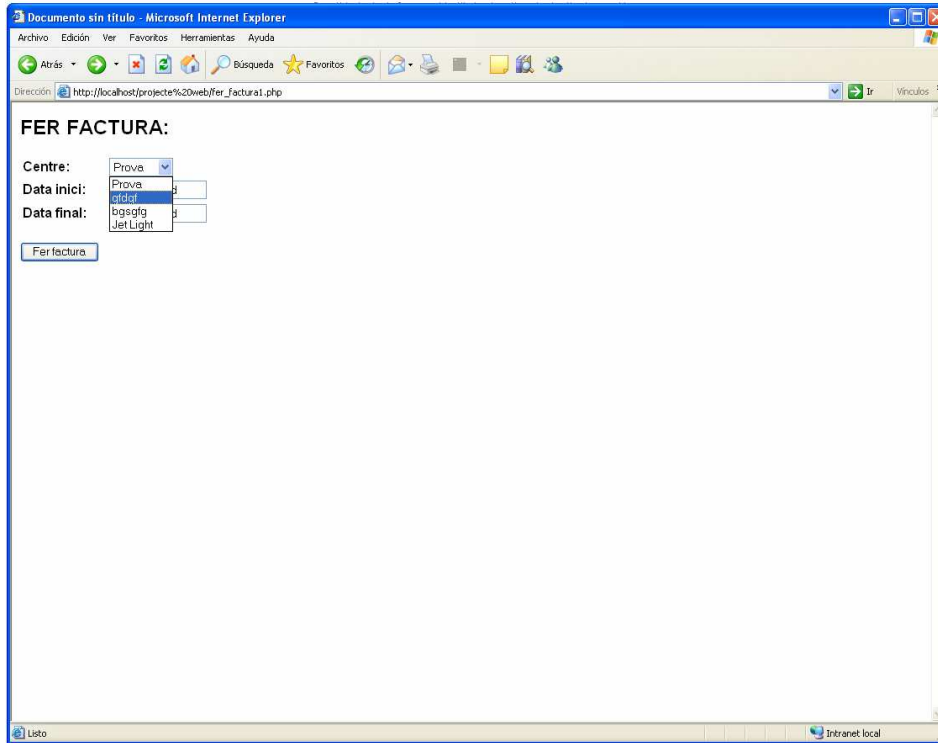 Documento sin título - Microsoft Internet Explorer
Archivo Edición Ver Favoritos Herramientas Ayuda
Atrás Búsqueda Favoritos
Dirección http://localhost/projecte%20web/fer_factura1.php Ir Vínculos
FER FACTURA:
Centre: Prova
Prova
Data inici: d
gfdgf
bgsgfg
Data final: d
Jet Light
Fer factura
Listo Intranet local